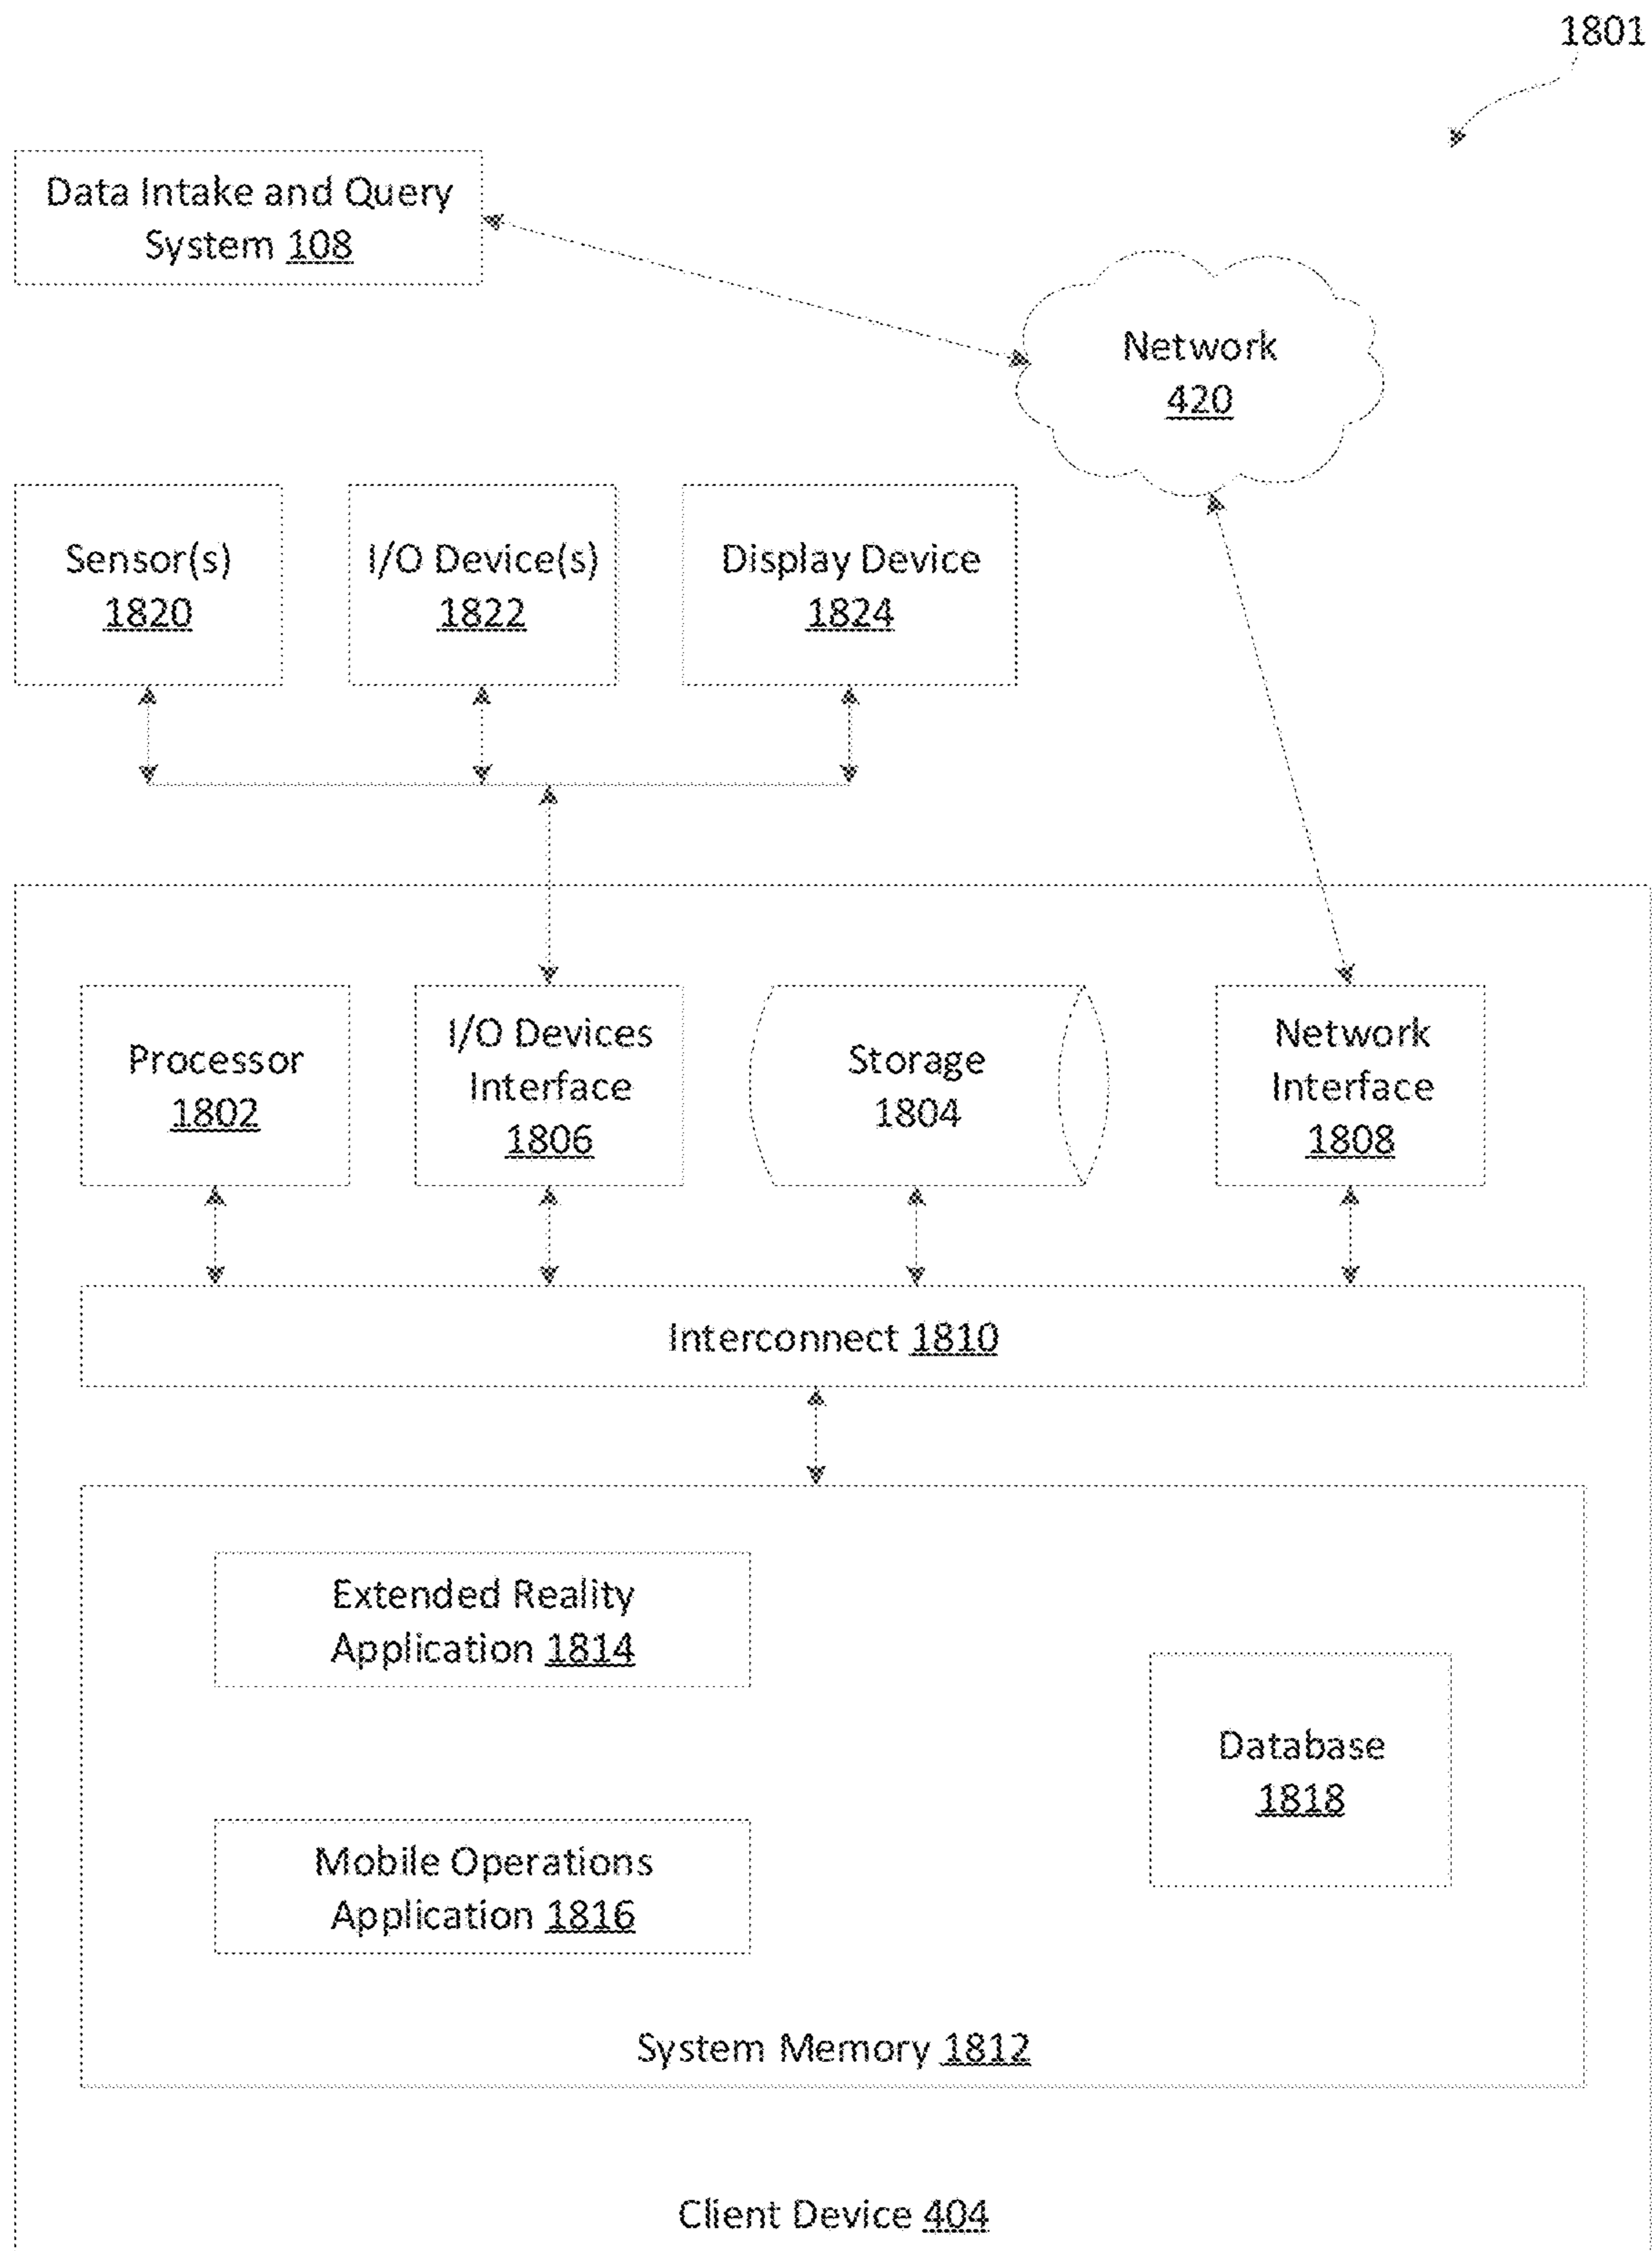 1801
Data Intake and Query
System 108
Network
420
Sensor(s)
1820
I/O Device(s)
1822
Display Device
1824
Processor
1802
I/O Devices
Interface
1806
Storage
1804
Network
Interface
1808
Interconnect 1810
Extended Reality
Application 1814
Database
1818
Mobile Operations
Application 1816
System Memory 1812
Client Device 404